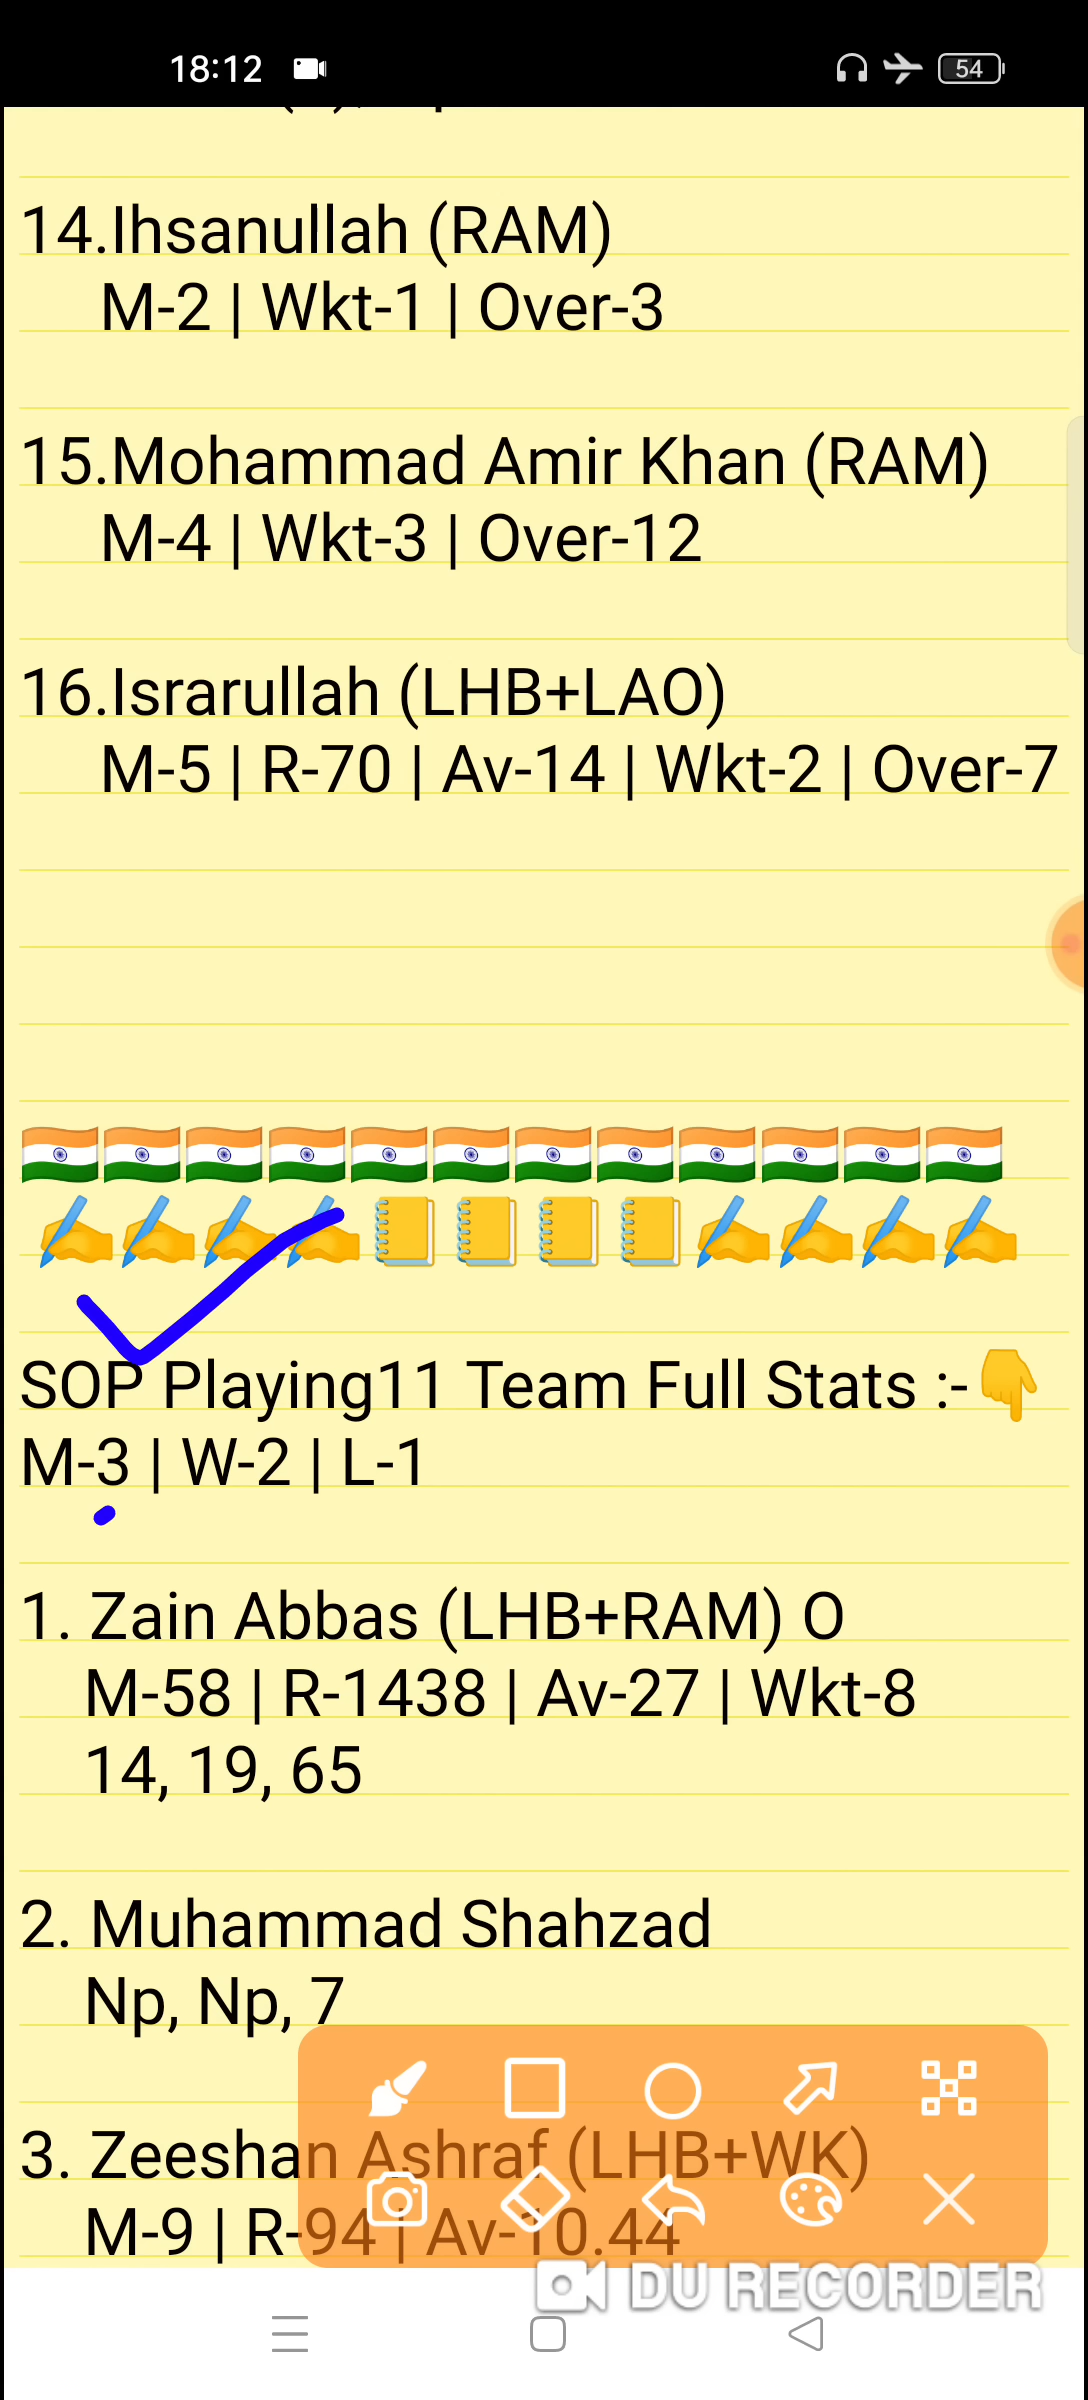 18:12
54
14.Ihsanullah (RAM)
M-2 | Wkt-1 | Over-3
15.Mohammad Amir Khan (RAM)
M-4 | Wkt-3 | Over-12
16.Israrullah (LHB+LAO)
M-5 | R-70 | Av-14 | Wkt-2 | Over-7
SOP Playing11 Team Full Stats :-
M-3 | W-2 | L-1
1. Zain Abbas (LHB+RAM) O
M-58 | R-1438 | Av-27 | Wkt-8
14, 19, 65
2. Muhammad Shahzad
Np, Np, 7
3. Zeeshan Ashraf (LHB+WK)
M-9 | R-94 | Av-10.44
DU RECORDER